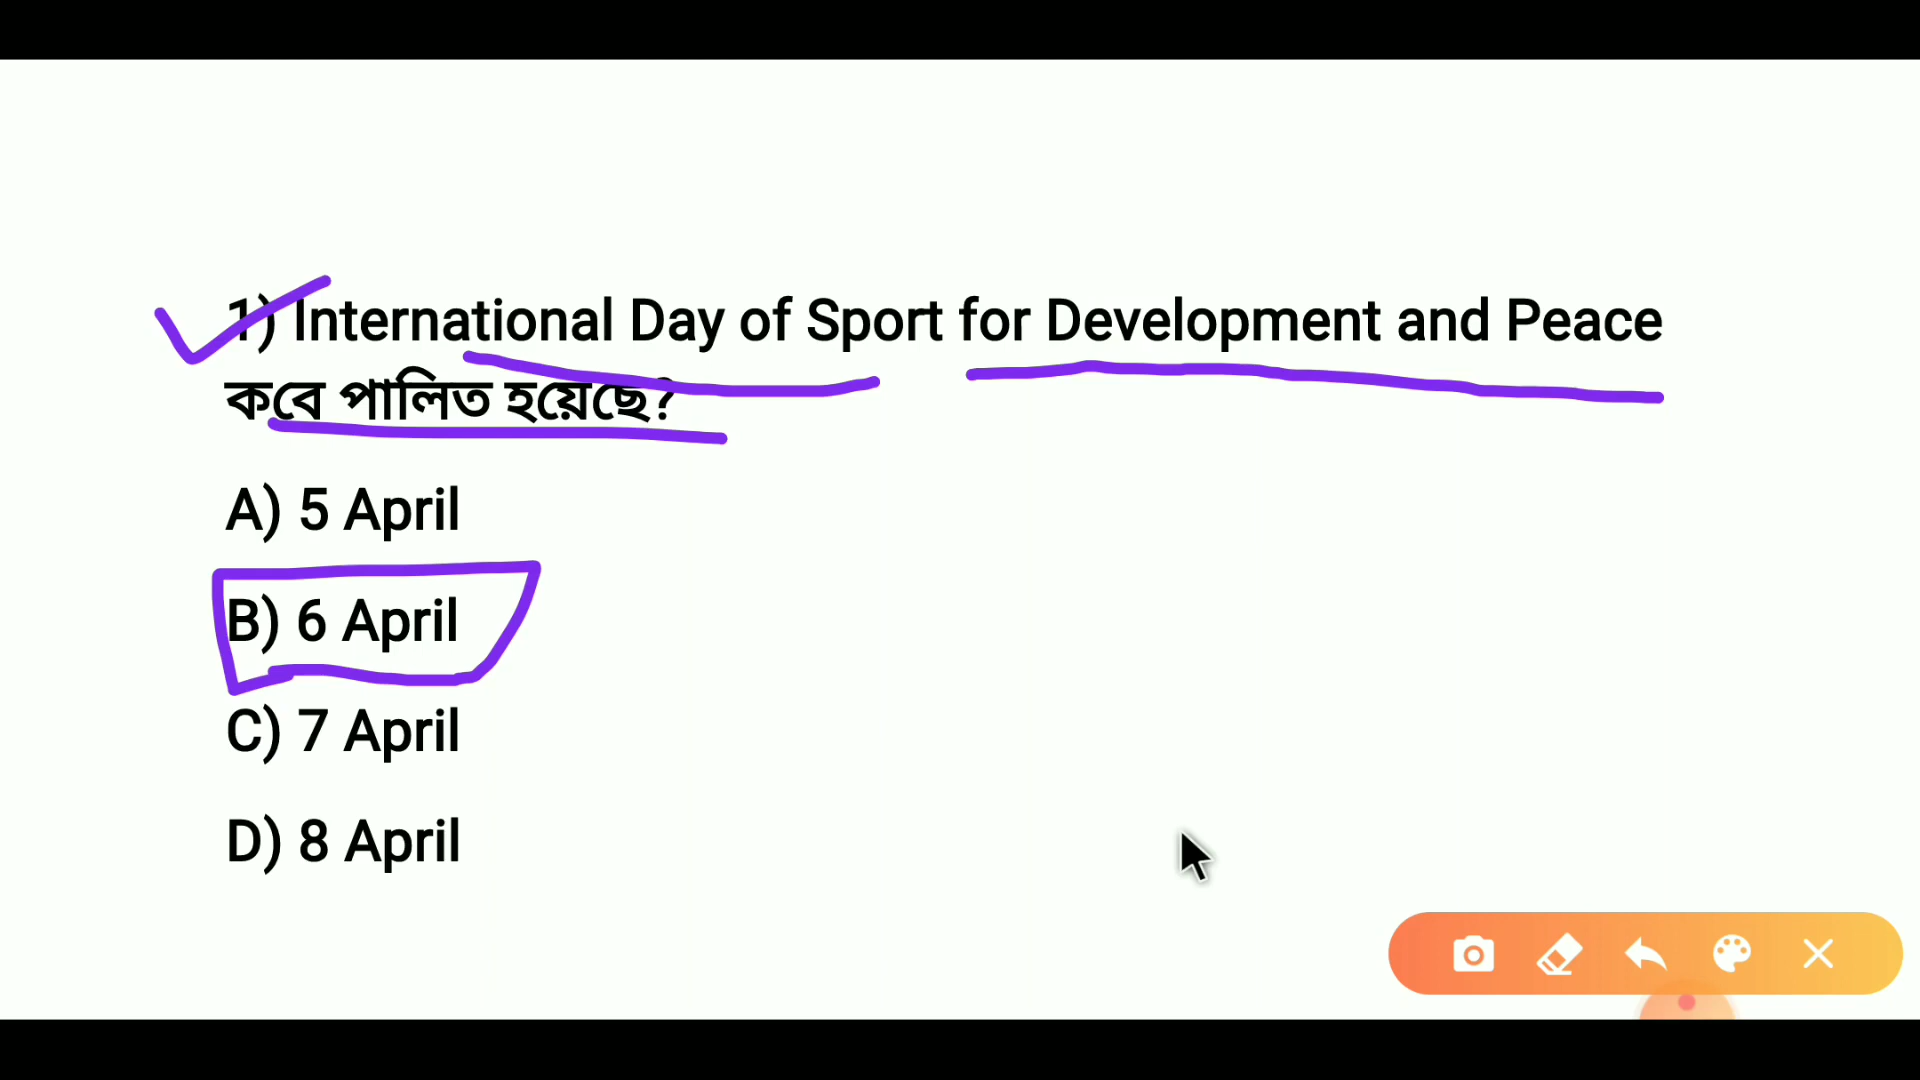 1) International Day of Sport for Development and Peace
কবে পালিত হয়েছে?
A) 5 April
B) 6 April
C) 7 April
D) 8 April